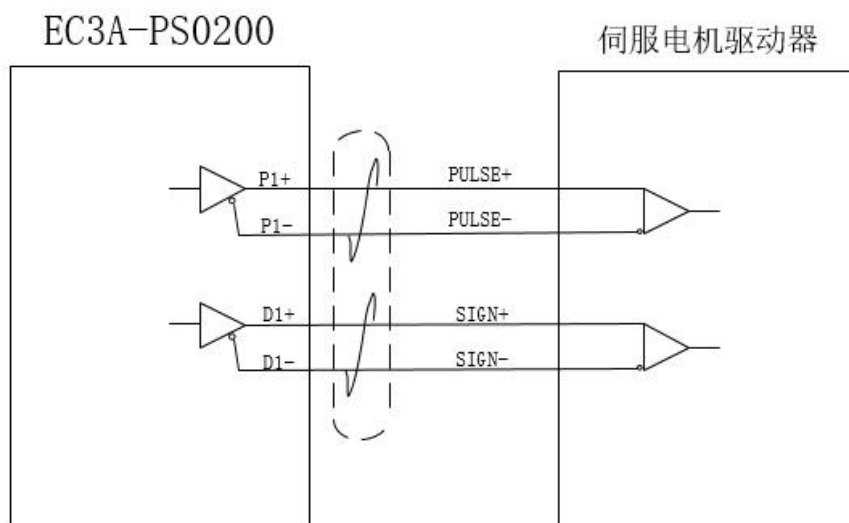 EC3A-PS0200
伺服电机驱动器
P1+
PULSE+
P1-
PULSE-
D1+
SIGN+
D1-
SIGN-